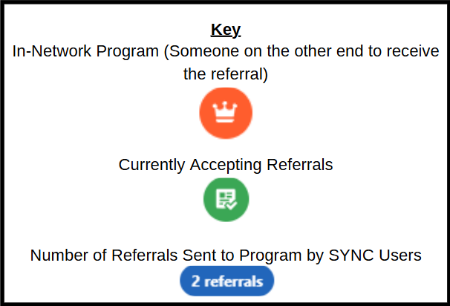 Key
In-Network Program (Someone on the other end to receive
the referral)
Currently Accepting Referrals
Number of Referrals Sent to Program by SYNC Users
2 referrals